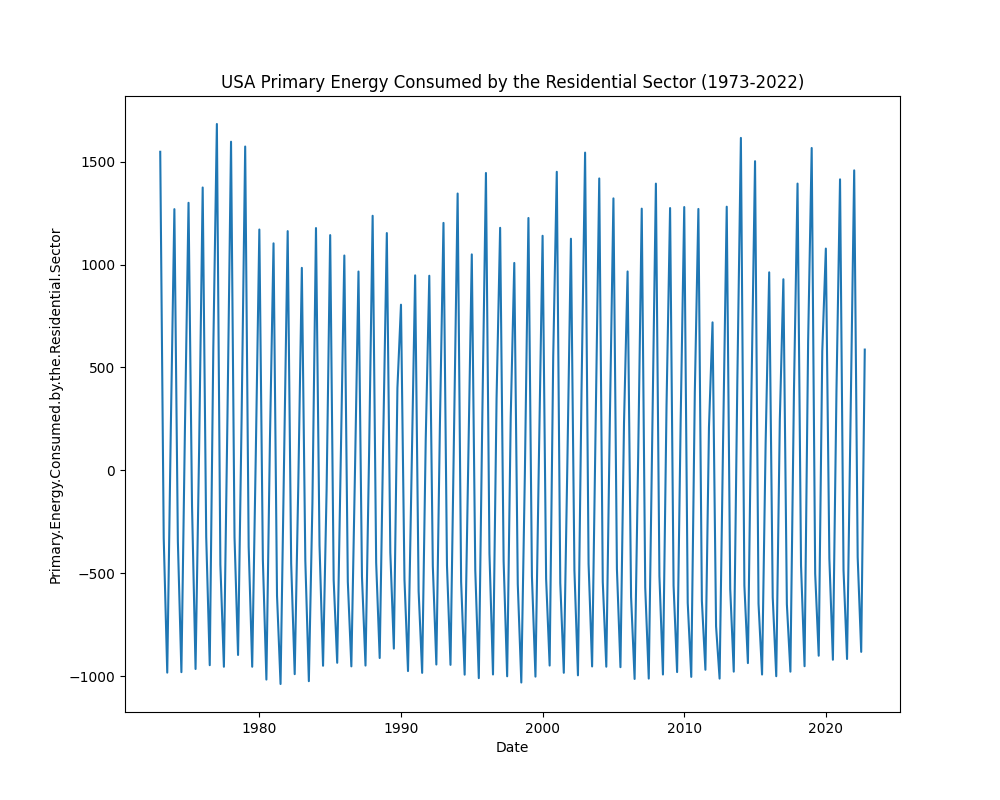 USA Primary Energy Consumed by the Residential Sector (1973-2022)
Primary.Energy.Consumed.by.the.Residential.Sector
1500
1000
500
0
−500
−1000
1980 1990 2000 2010 2020
Date